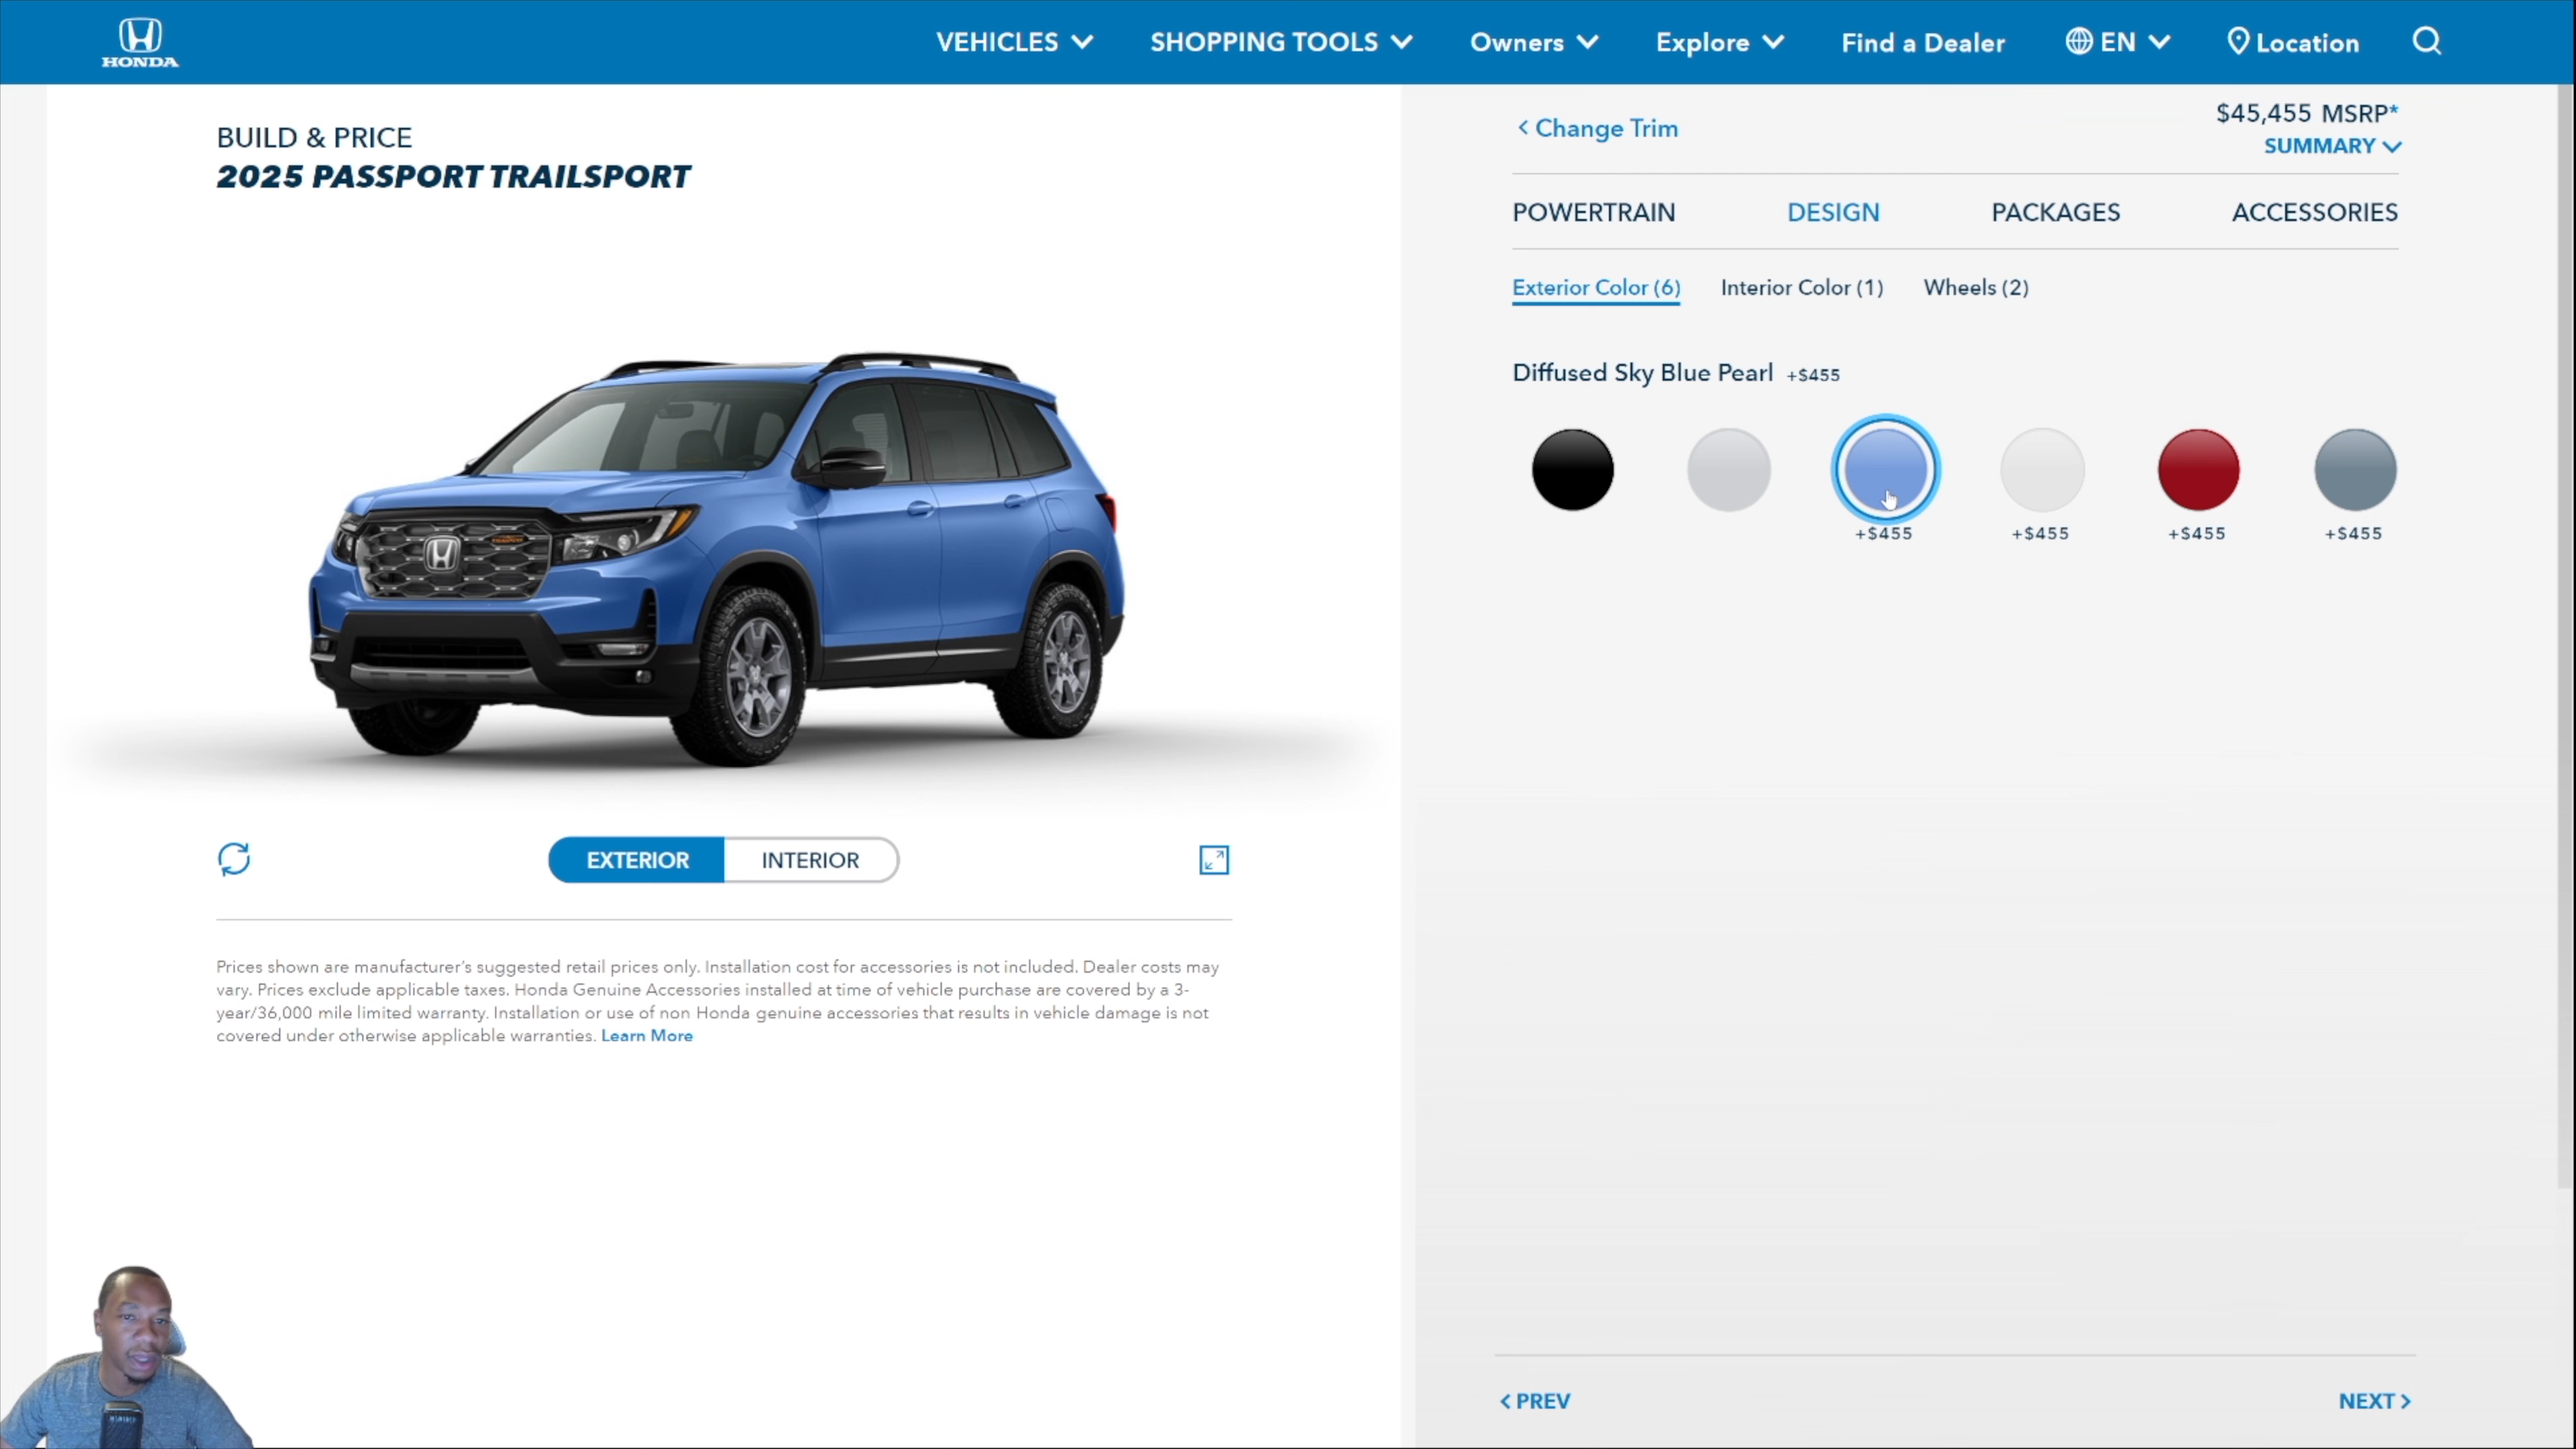 HONDA
VEHICLES
SHOPPING TOOLS
Owners
Explore
Find a Dealer
EN
Location
BUILD & PRICE
2025 PASSPORT TRAILSPORT
< Change Trim
$45,455 MSRP*
SUMMARY
POWERTRAIN
DESIGN
PACKAGES
ACCESSORIES
Exterior Color (6)
Interior Color (1)
Wheels (2)
Diffused Sky Blue Pearl +$455
+$455
+$455
+$455
+$455
EXTERIOR
INTERIOR
Prices shown are manufacturer's suggested retail prices only. Installation cost for accessories is not included. Dealer costs may
vary. Prices exclude applicable taxes. Honda Genuine Accessories installed at time of vehicle purchase are covered by a 3-
year/36,000 mile limited warranty. Installation or use of non Honda genuine accessories that results in vehicle damage is not
covered under otherwise applicable warranties. Learn More
< PREV
NEXT >